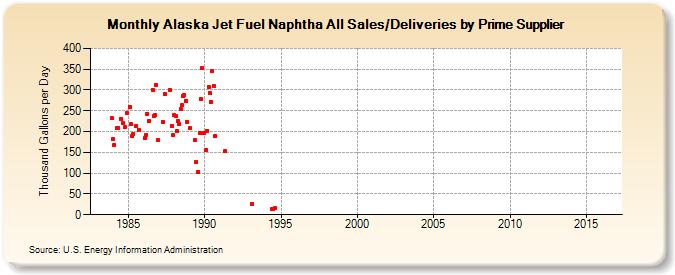 Monthly Alaska Jet Fuel Naphtha All Sales/Deliveries by Prime Supplier
Thousand Gallons per Day
400
350
300
250
200
150
100
50
0
1985 1990 1995 2000 2005 2010 2015
Source: U.S. Energy Information Administration